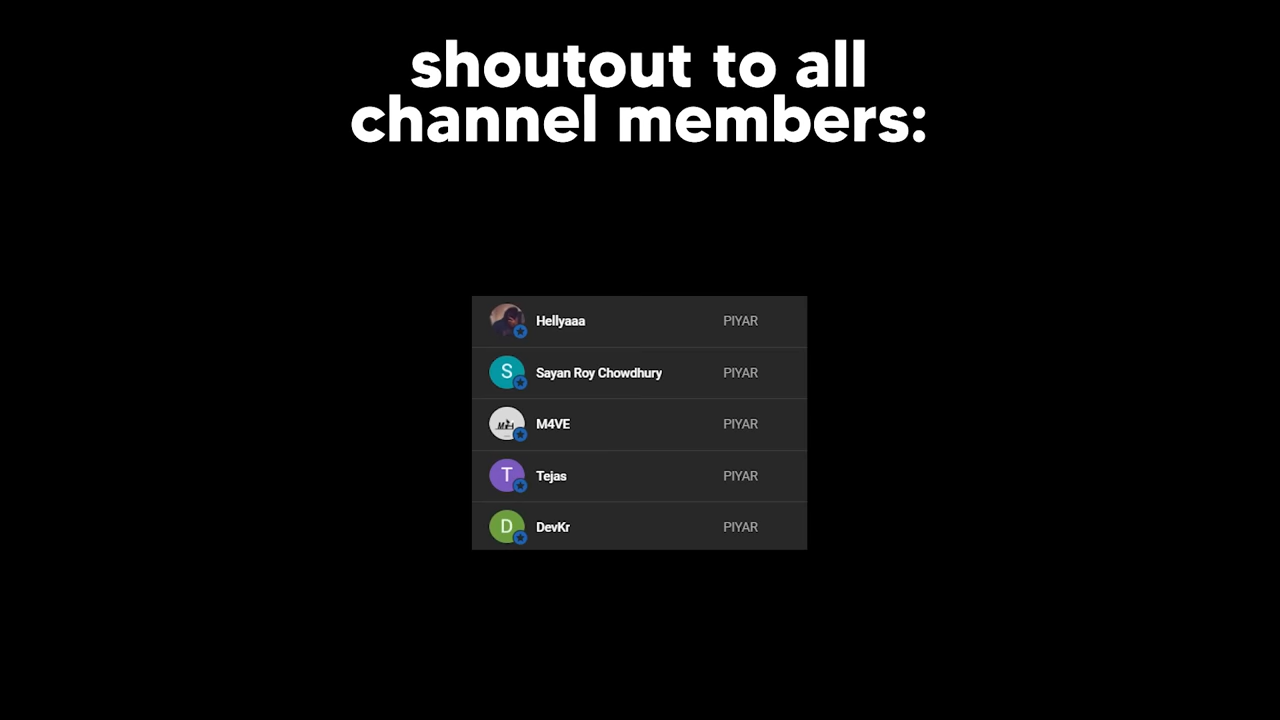 shoutout to all
channel members:
Hellyaaa PIYAR
S Sayan Roy Chowdhury PIYAR
M4VE PIYAR
T Tejas PIYAR
D DevKr PIYAR